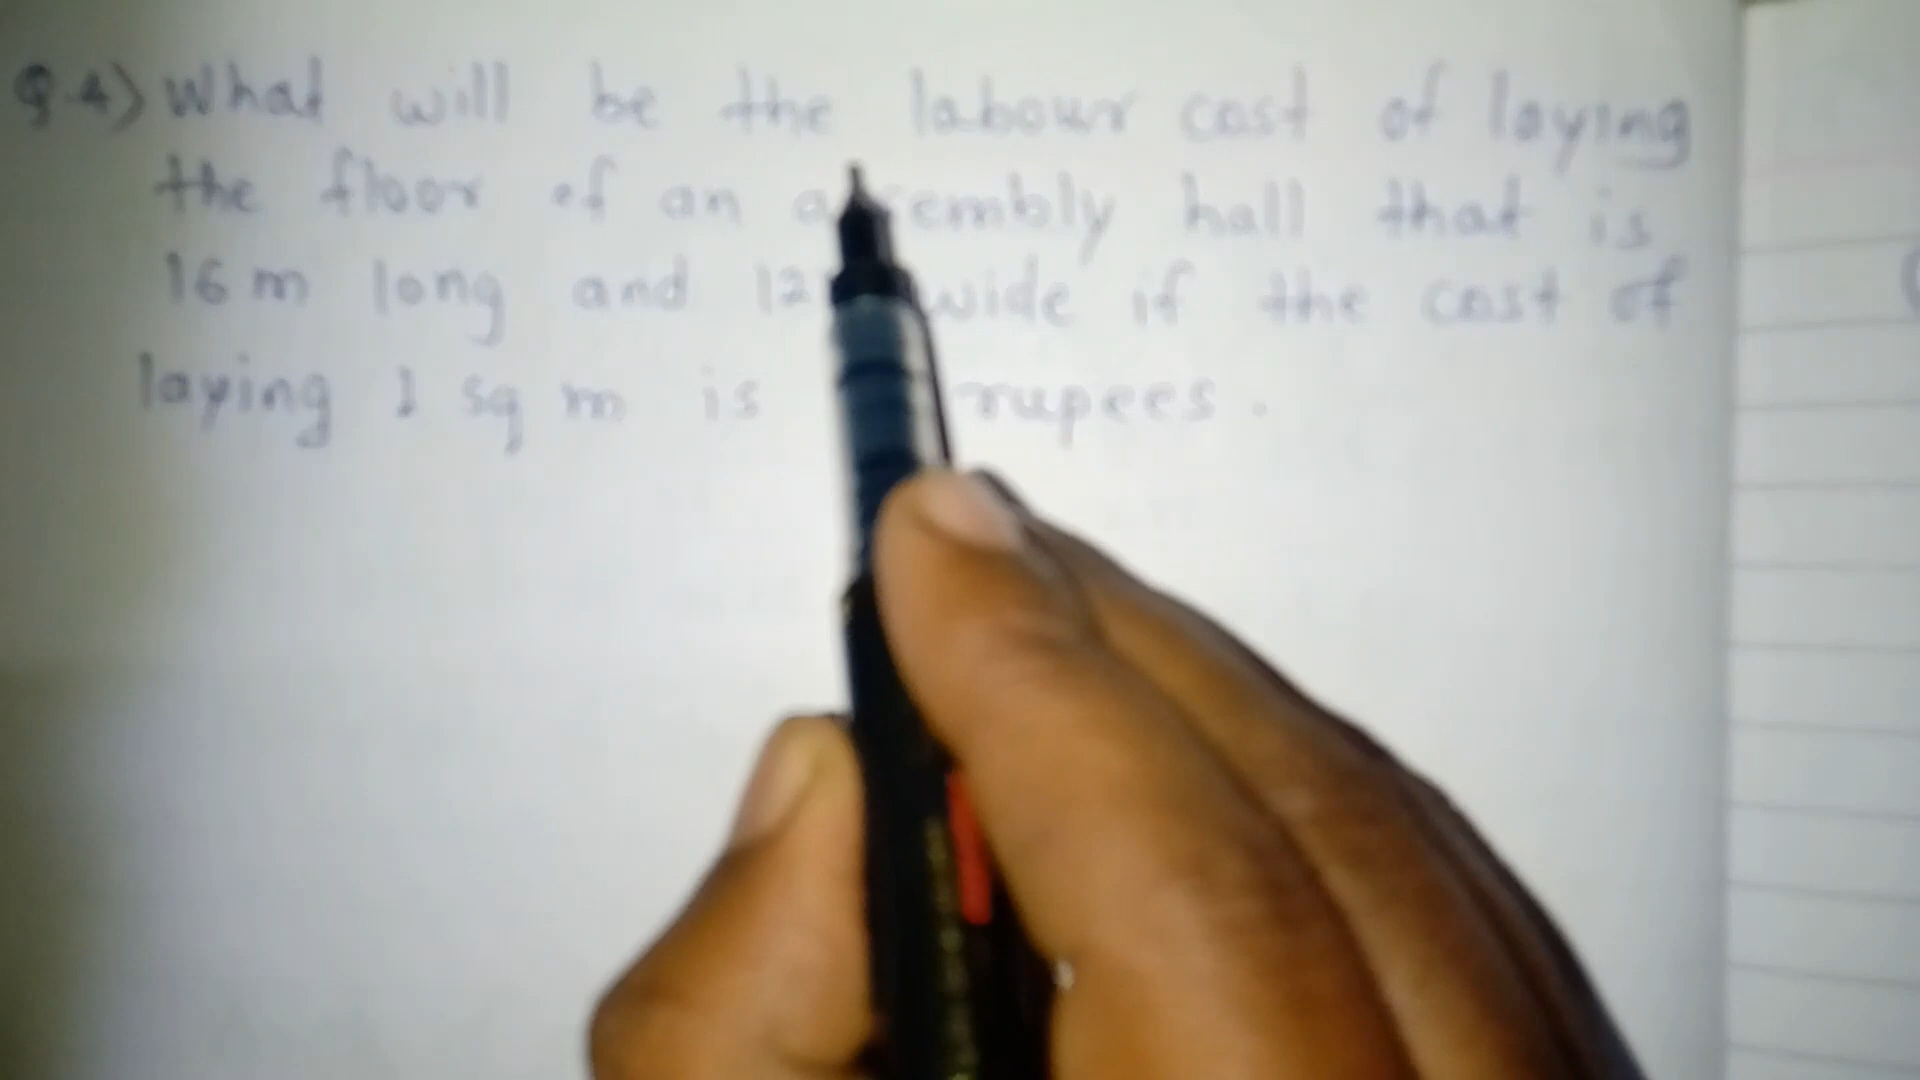 Q.4) What will be the labour cost of laying
the floor of an assembly hall that is
16 m long and 12 wide if the cost of
laying 1 sq m is rupees.